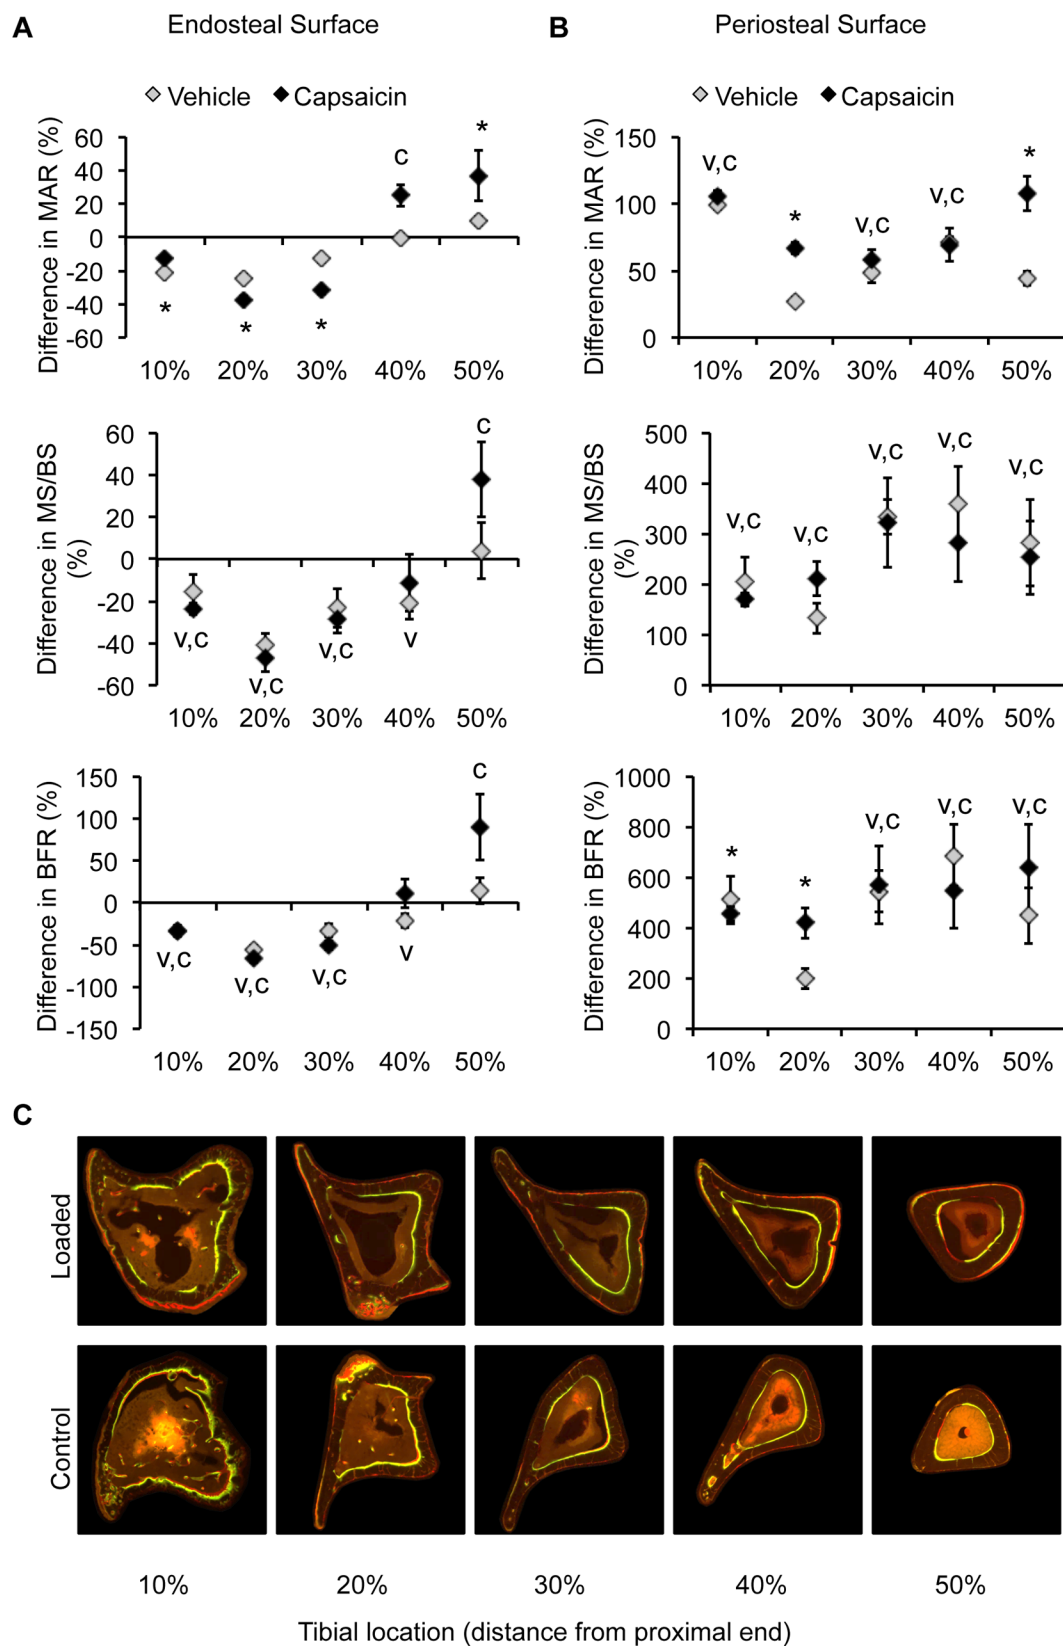 A Endosteal Surface
◇ Vehicle ◆ Capsaicin
Difference in MAR (%)
60
40
20
0
-20
-40
-60
*
*
*
c
*
10% 20% 30% 40% 50%
Difference in MS/BS
(%)
60
40
20
0
-20
-40
-60
v,c
v,c
v,c
v
c
10% 20% 30% 40% 50%
Difference in BFR (%)
150
100
50
0
-50
-100
-150
v,c
v,c
v,c
v
c
10% 20% 30% 40% 50%
B Periosteal Surface
◇ Vehicle ◆ Capsaicin
Difference in MAR (%)
150
100
50
0
v,c
*
v,c
v,c
*
10% 20% 30% 40% 50%
Difference in MS/BS
(%)
500
400
300
200
100
0
v,c
v,c
v,c
v,c
v,c
10% 20% 30% 40% 50%
Difference in BFR (%)
1000
800
600
400
200
0
*
*
v,c
v,c
v,c
10% 20% 30% 40% 50%
C
Loaded
Control
10% 20% 30% 40% 50%
Tibial location (distance from proximal end)